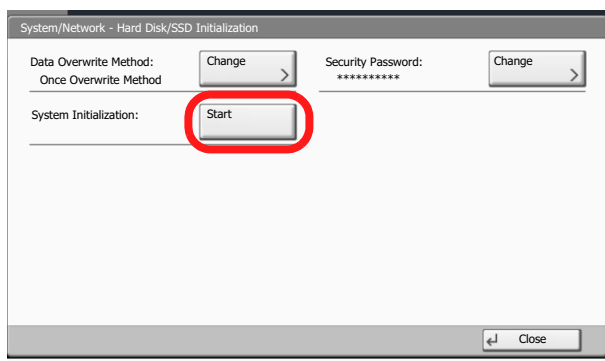 System/Network - Hard Disk/SSD Initialization
Data Overwrite Method:
Once Overwrite Method
Change
Security Password:
**********
Change
System Initialization:
Start
Close